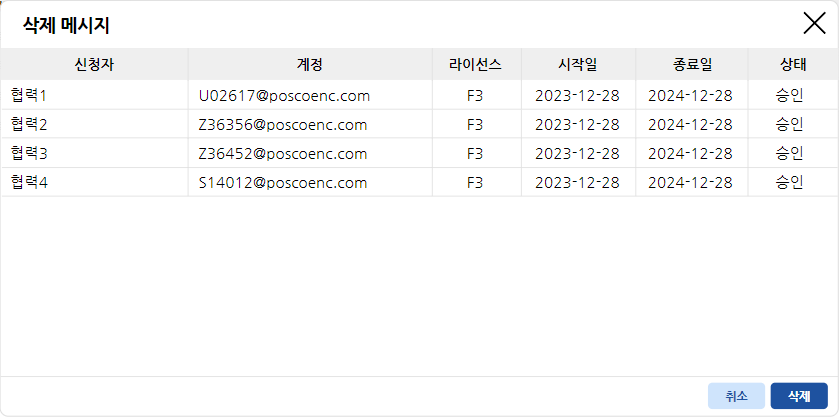 삭제 메시지
신청자 계정 라이선스 시작일 종료일 상태
협력1 U02617@poscoenc.com F3 2023-12-28 2024-12-28 승인
협력2 Z36356@poscoenc.com F3 2023-12-28 2024-12-28 승인
협력3 Z36452@poscoenc.com F3 2023-12-28 2024-12-28 승인
협력4 S14012@poscoenc.com F3 2023-12-28 2024-12-28 승인
취소 삭제